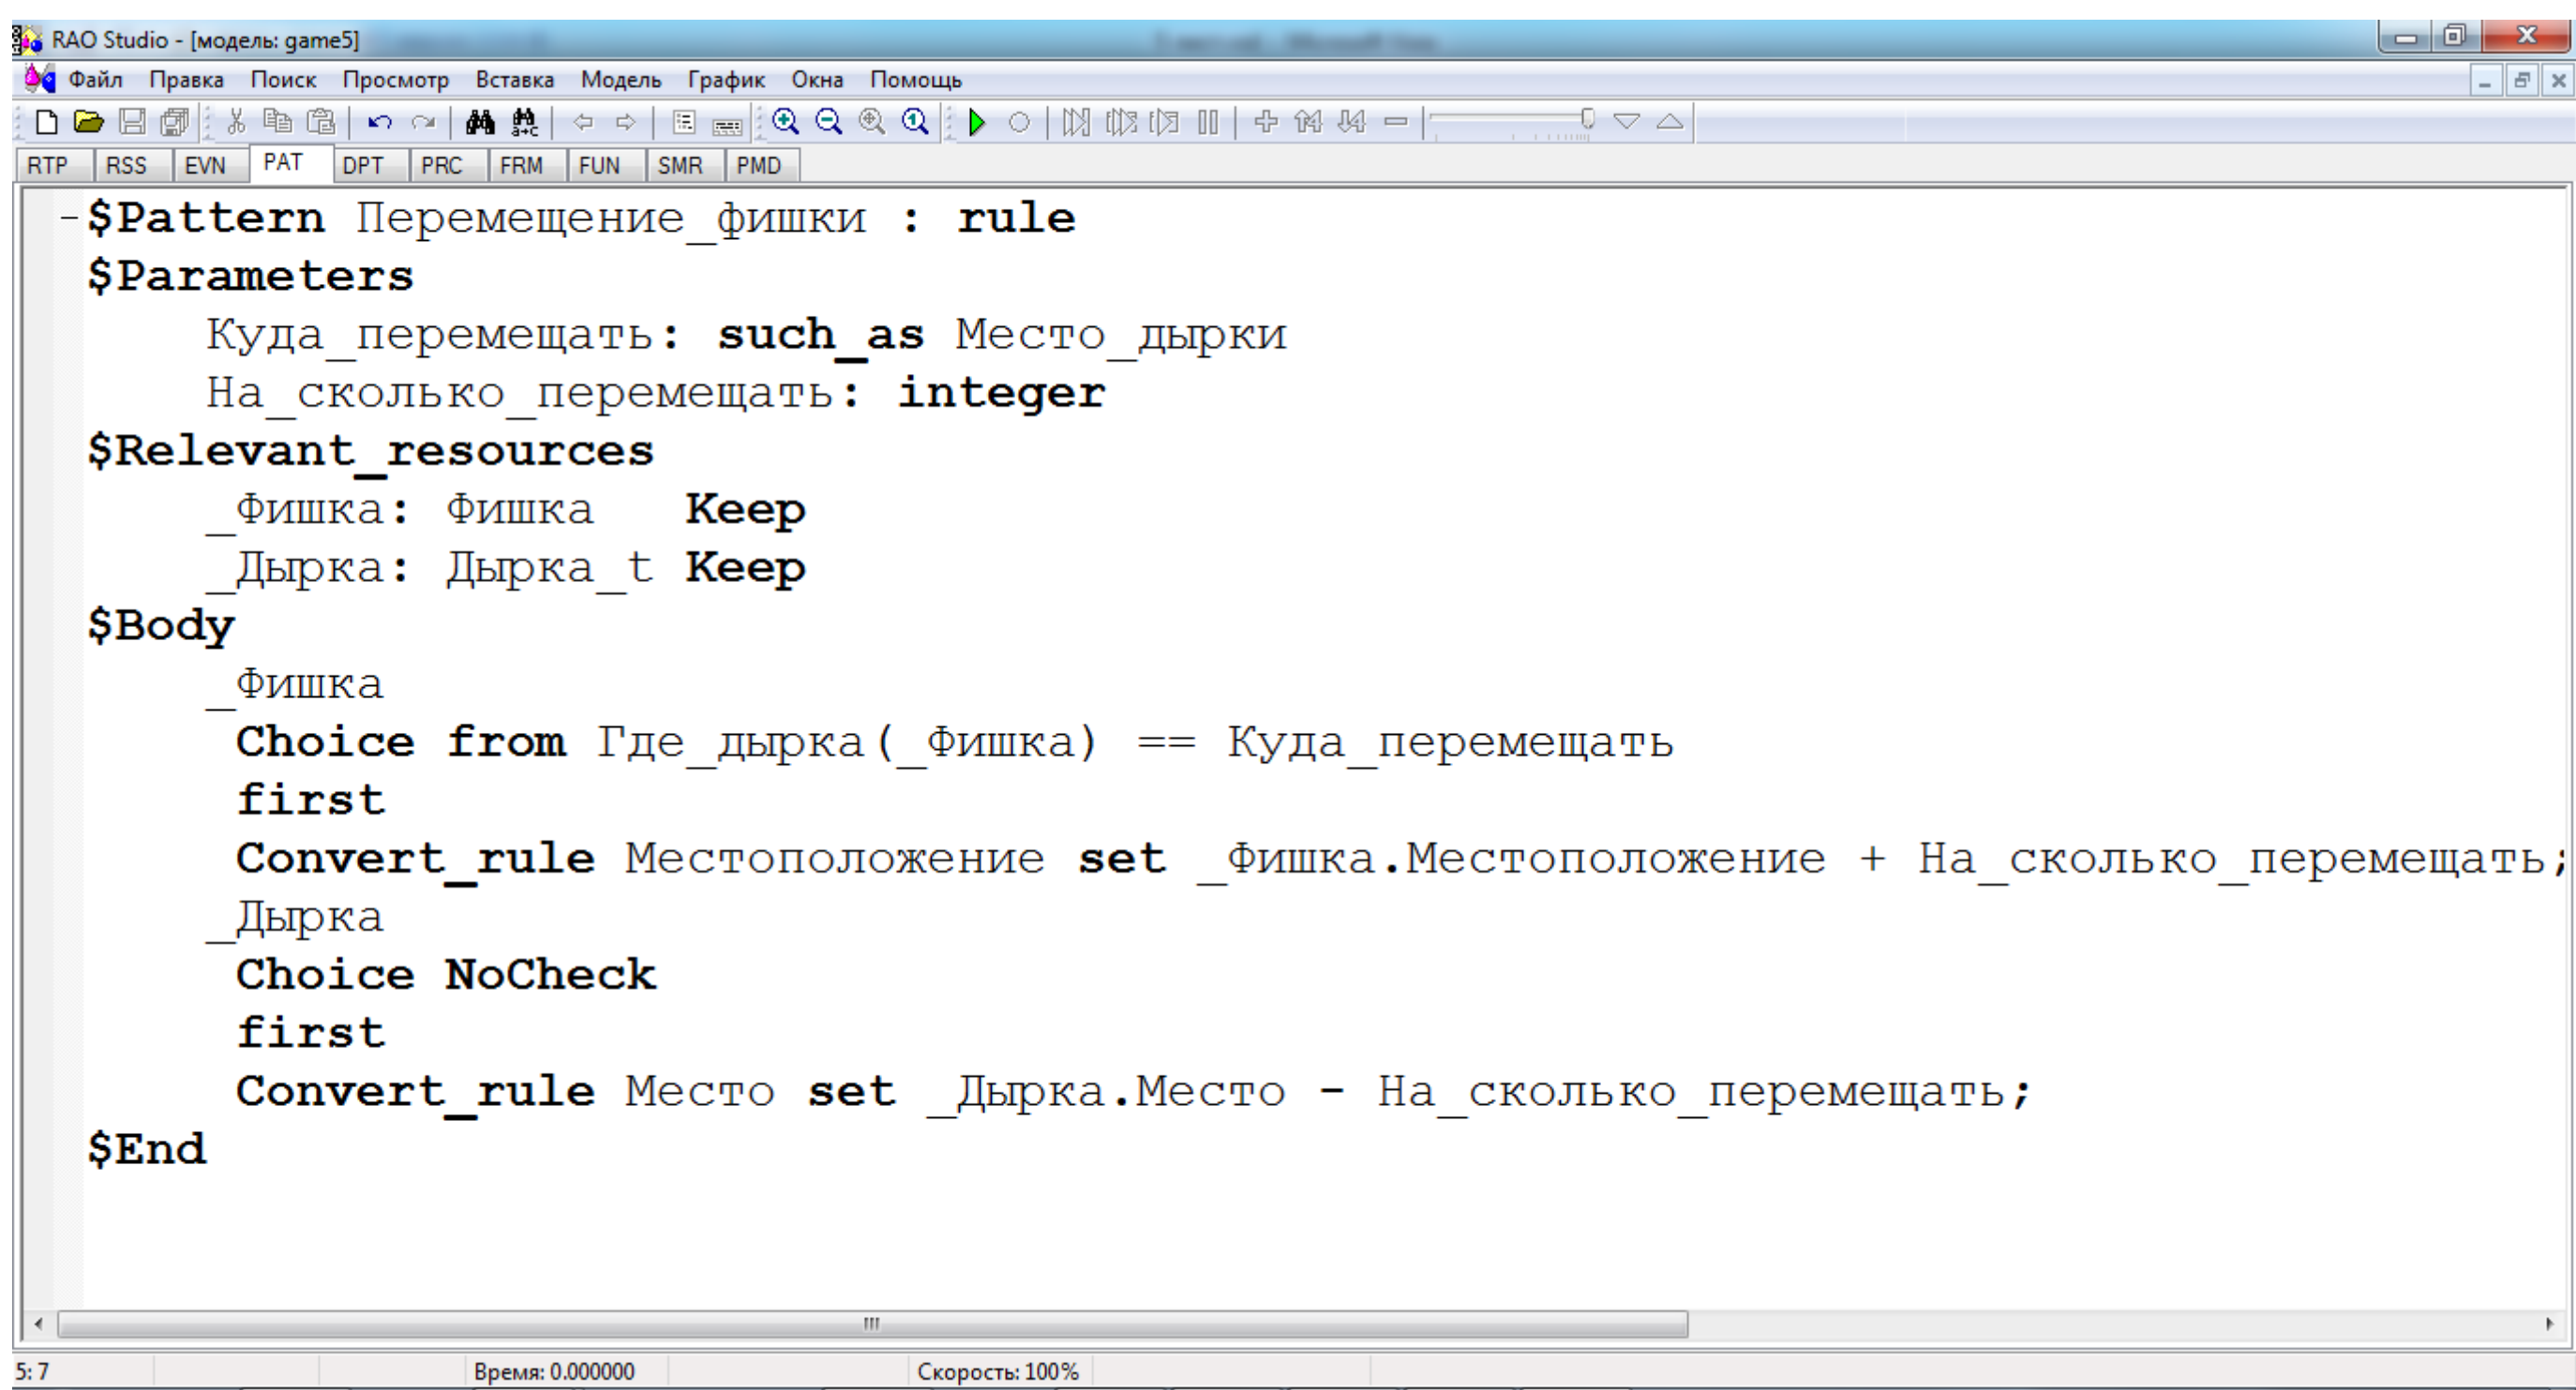 RAO Studio - [модель: game5]
Файл Правка Поиск Просмотр Вставка Модель График Окна Помощь
RTP RSS EVN PAT DPT PRC FRM FUN SMR PMD
$Pattern Перемещение_фишки : rule
$Parameters
Куда_перемещать: such_as Место_дырки
На_сколько_перемещать: integer
$Relevant_resources
_Фишка: Фишка Keep
_Дырка: Дырка_t Keep
$Body
_Фишка
Choice from Где_дырка(_Фишка) == Куда_перемещать
first
Convert_rule Местоположение set _Фишка.Местоположение + На_сколько_перемещать;
_Дырка
Choice NoCheck
first
Convert_rule Место set _Дырка.Место - На_сколько_перемещать;
$End
5: 7 Время: 0.000000 Скорость: 100%